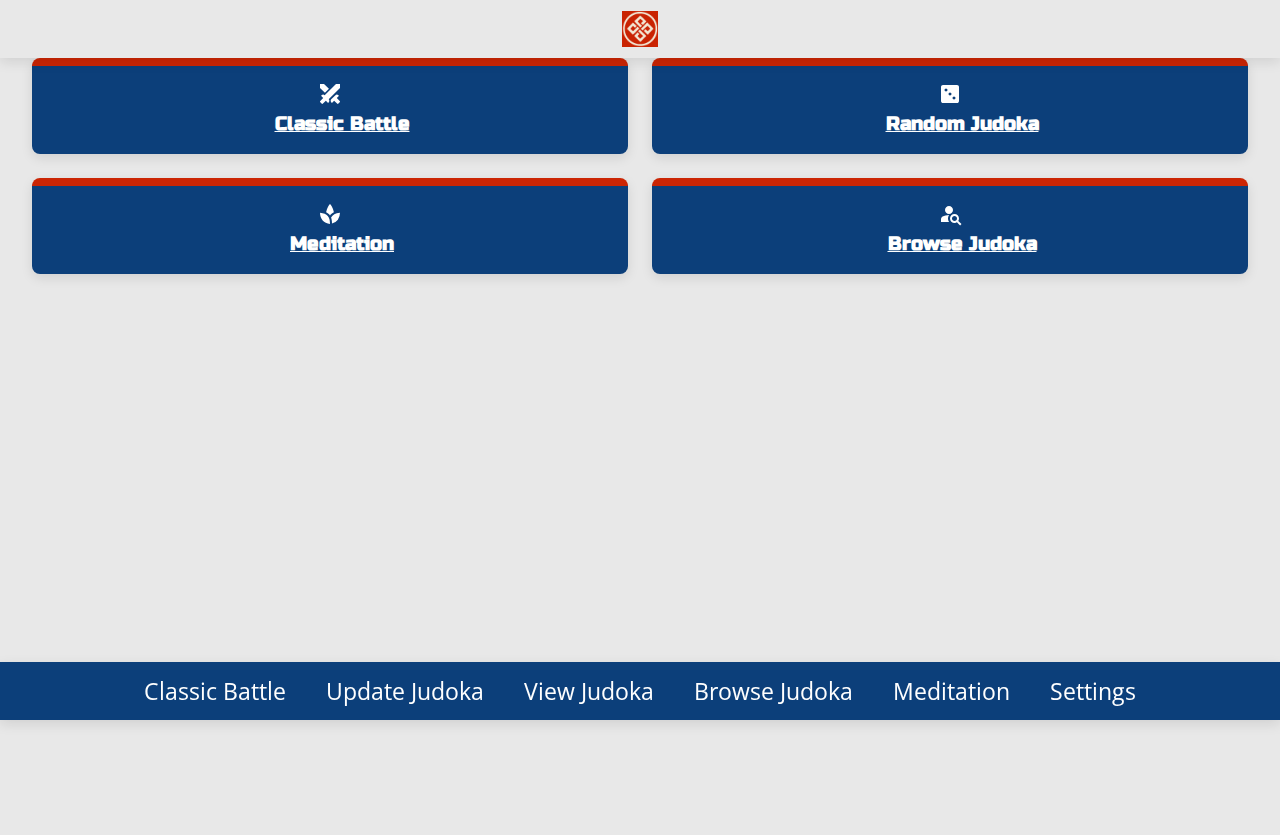 Classic Battle
Random Judoka
Meditation
Browse Judoka
Classic Battle Update Judoka View Judoka Browse Judoka Meditation Settings